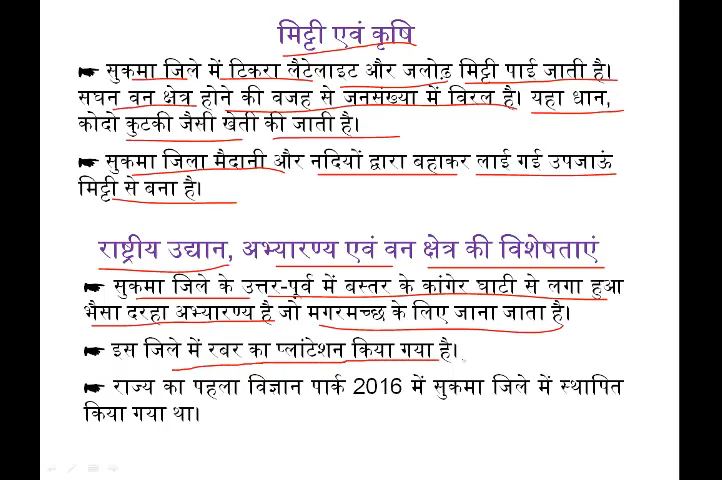 मिट्टी एवं कृषि
सुकमा जिले में टिकरा लैटेलाइट और जलोढ़ मिट्टी पाई जाती है।
सघन वन क्षेत्र होने की वजह से जनसंख्या में विरल है। यहा धान,
कोदो कुटकी जैसी खेती की जाती है।
सुकमा जिला मैदानी और नदियों द्वारा बहाकर लाई गई उपजाऊं
मिट्टी से बना है।
राष्ट्रीय उद्यान, अभ्यारण्य एवं वन क्षेत्र की विशेषताएं
सुकमा जिले के उत्तर-पूर्व में बस्तर के कांगेर घाटी से लगा हुआ
भैसा दरहा अभ्यारण्य है जो मगरमच्छ के लिए जाना जाता है।
इस जिले में रबर का प्लांटेशन किया गया है।
राज्य का पहला विज्ञान पार्क 2016 में सुकमा जिले में स्थापित
किया गया था।